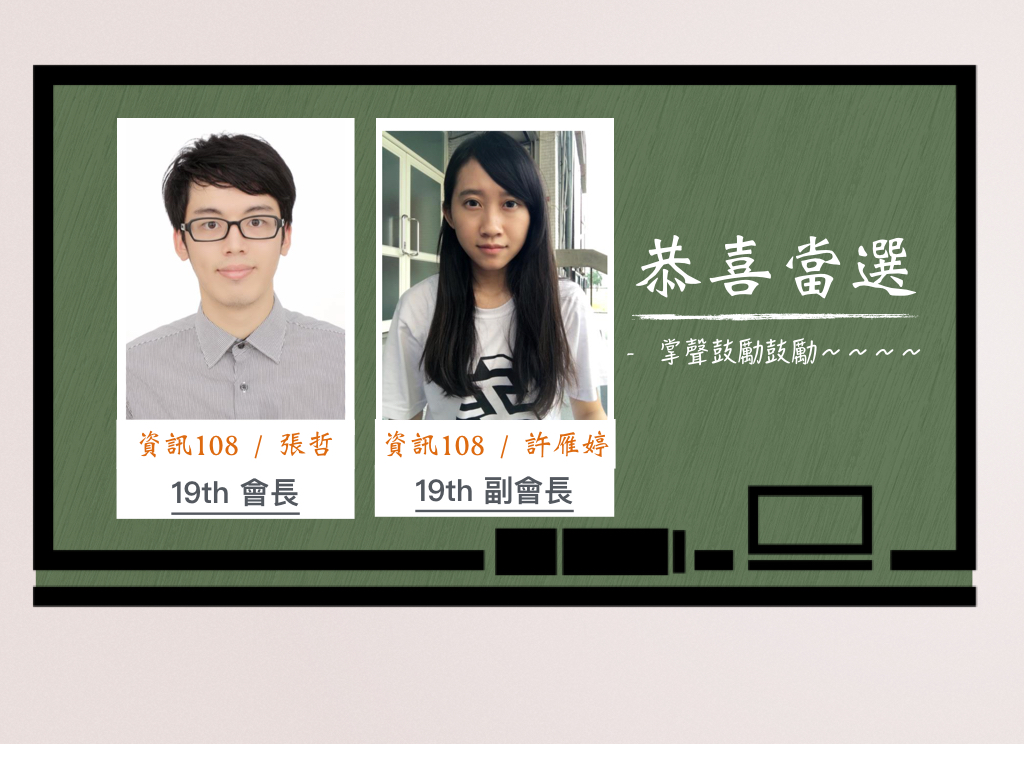 恭喜當選
- 掌聲鼓勵鼓勵~~~~
資訊108 / 張哲
19th 會長
資訊108 / 許雁婷
19th 副會長